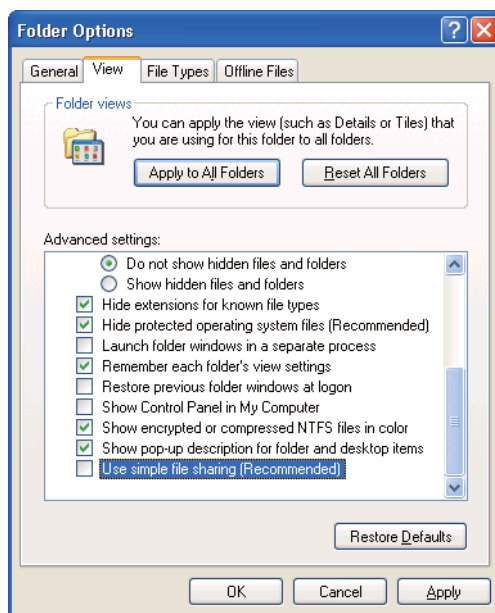 Folder Options
General
View
File Types
Offline Files
Folder views
You can apply the view (such as Details or Tiles) that
you are using for this folder to all folders.
Apply to All Folders
Reset All Folders
Advanced settings:
Do not show hidden files and folders
Show hidden files and folders
Hide extensions for known file types
Hide protected operating system files (Recommended)
Launch folder windows in a separate process
Remember each folder's view settings
Restore previous folder windows at logon
Show Control Panel in My Computer
Show encrypted or compressed NTFS files in color
Show pop-up description for folder and desktop items
Use simple file sharing (Recommended)
Restore Defaults
OK
Cancel
Apply